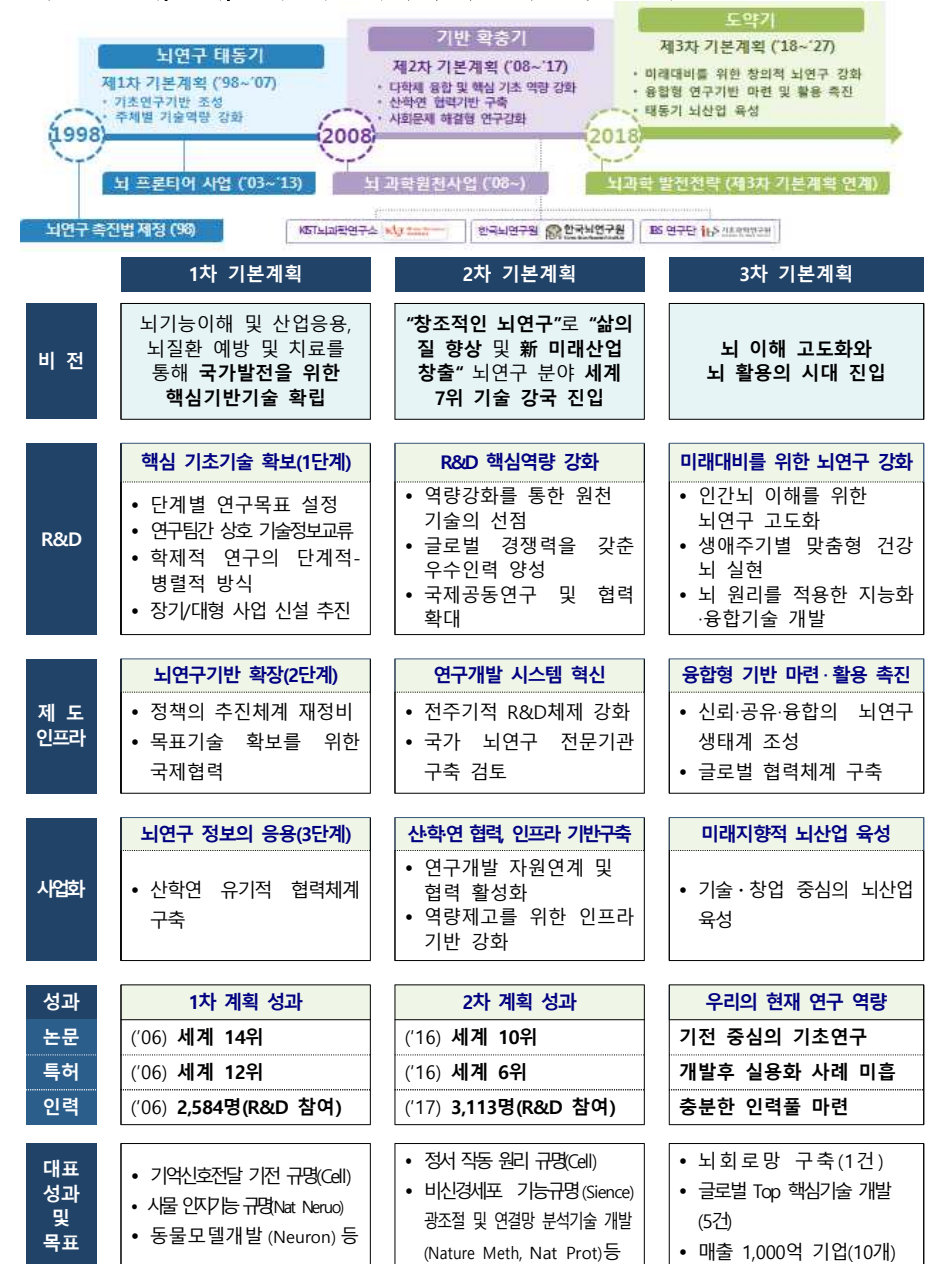 도약기
제3차 기본계획 ('18~'27)
• 미래대비를 위한 창의적 뇌연구 강화
• 융합형 연구기반 마련 및 활용 촉진
• 태동기 뇌산업 육성
기반 확충기
제2차 기본계획 ('08~'17)
• 다학제 융합 및 핵심 기초 역량 강화
• 산학연 협력기반 구축
• 사회문제 해결형 연구강화
뇌연구 태동기
제1차 기본계획 ('98~'07)
• 기초연구기반 조성
• 주체별 기술역량 강화
1998
2008
2018
뇌 프론티어 사업 ('03~'13)
뇌 과학원천사업 ('08~)
뇌과학 발전전략 (제3차 기본계획 연계)
뇌연구 촉진법 제정 ('98)
KIST뇌과학연구소
한국뇌연구원 한국뇌연구원
IBS 연구단 ibs 기초과학연구원
1차 기본계획
2차 기본계획
3차 기본계획
비 전
뇌기능이해 및 산업응용,
뇌질환 예방 및 치료를
통해 국가발전을 위한
핵심기반기술 확립
“창조적인 뇌연구”로 “삶의
질 향상 및 新 미래산업
창출“ 뇌연구 분야 세계
7위 기술 강국 진입
뇌 이해 고도화와
뇌 활용의 시대 진입
R&D
핵심 기초기술 확보(1단계)
• 단계별 연구목표 설정
• 연구팀간 상호 기술정보교류
• 학제적 연구의 단계적-
병렬적 방식
• 장기/대형 사업 신설 추진
R&D 핵심역량 강화
• 역량강화를 통한 원천
기술의 선점
• 글로벌 경쟁력을 갖춘
우수인력 양성
• 국제공동연구 및 협력
확대
미래대비를 위한 뇌연구 강화
• 인간뇌 이해를 위한
뇌연구 고도화
• 생애주기별 맞춤형 건강
뇌 실현
• 뇌 원리를 적용한 지능화
·융합기술 개발
제 도
인프라
뇌연구기반 확장(2단계)
• 정책의 추진체계 재정비
• 목표기술 확보를 위한
국제협력
연구개발 시스템 혁신
• 전주기적 R&D체제 강화
• 국가 뇌연구 전문기관
구축 검토
융합형 기반 마련·활용 촉진
• 신뢰·공유·융합의 뇌연구
생태계 조성
• 글로벌 협력체계 구축
사업화
뇌연구 정보의 응용(3단계)
• 산학연 유기적 협력체계
구축
산학연 협력, 인프라 기반구축
• 연구개발 자원연계 및
협력 활성화
• 역량제고를 위한 인프라
기반 강화
미래지향적 뇌산업 육성
• 기술·창업 중심의 뇌산업
육성
성과
1차 계획 성과
2차 계획 성과
우리의 현재 연구 역량
논문
('06) 세계 14위
('16) 세계 10위
기전 중심의 기초연구
특허
('06) 세계 12위
('16) 세계 6위
개발후 실용화 사례 미흡
인력
('06) 2,584명(R&D 참여)
('17) 3,113명(R&D 참여)
충분한 인력풀 마련
대표
성과
및
목표
• 기억신호전달 기전 규명(Cell)
• 사물 인지기능 규명(Nat Neruo)
• 동물모델개발 (Neuron) 등
• 정서 작동 원리 규명(Cell)
• 비신경세포 기능규명 (Sience)
광조절 및 연결망 분석기술 개발
(Nature Meth, Nat Prot)등
• 뇌회로망 구축(1건)
• 글로벌 Top 핵심기술 개발
(5건)
• 매출 1,000억 기업(10개)